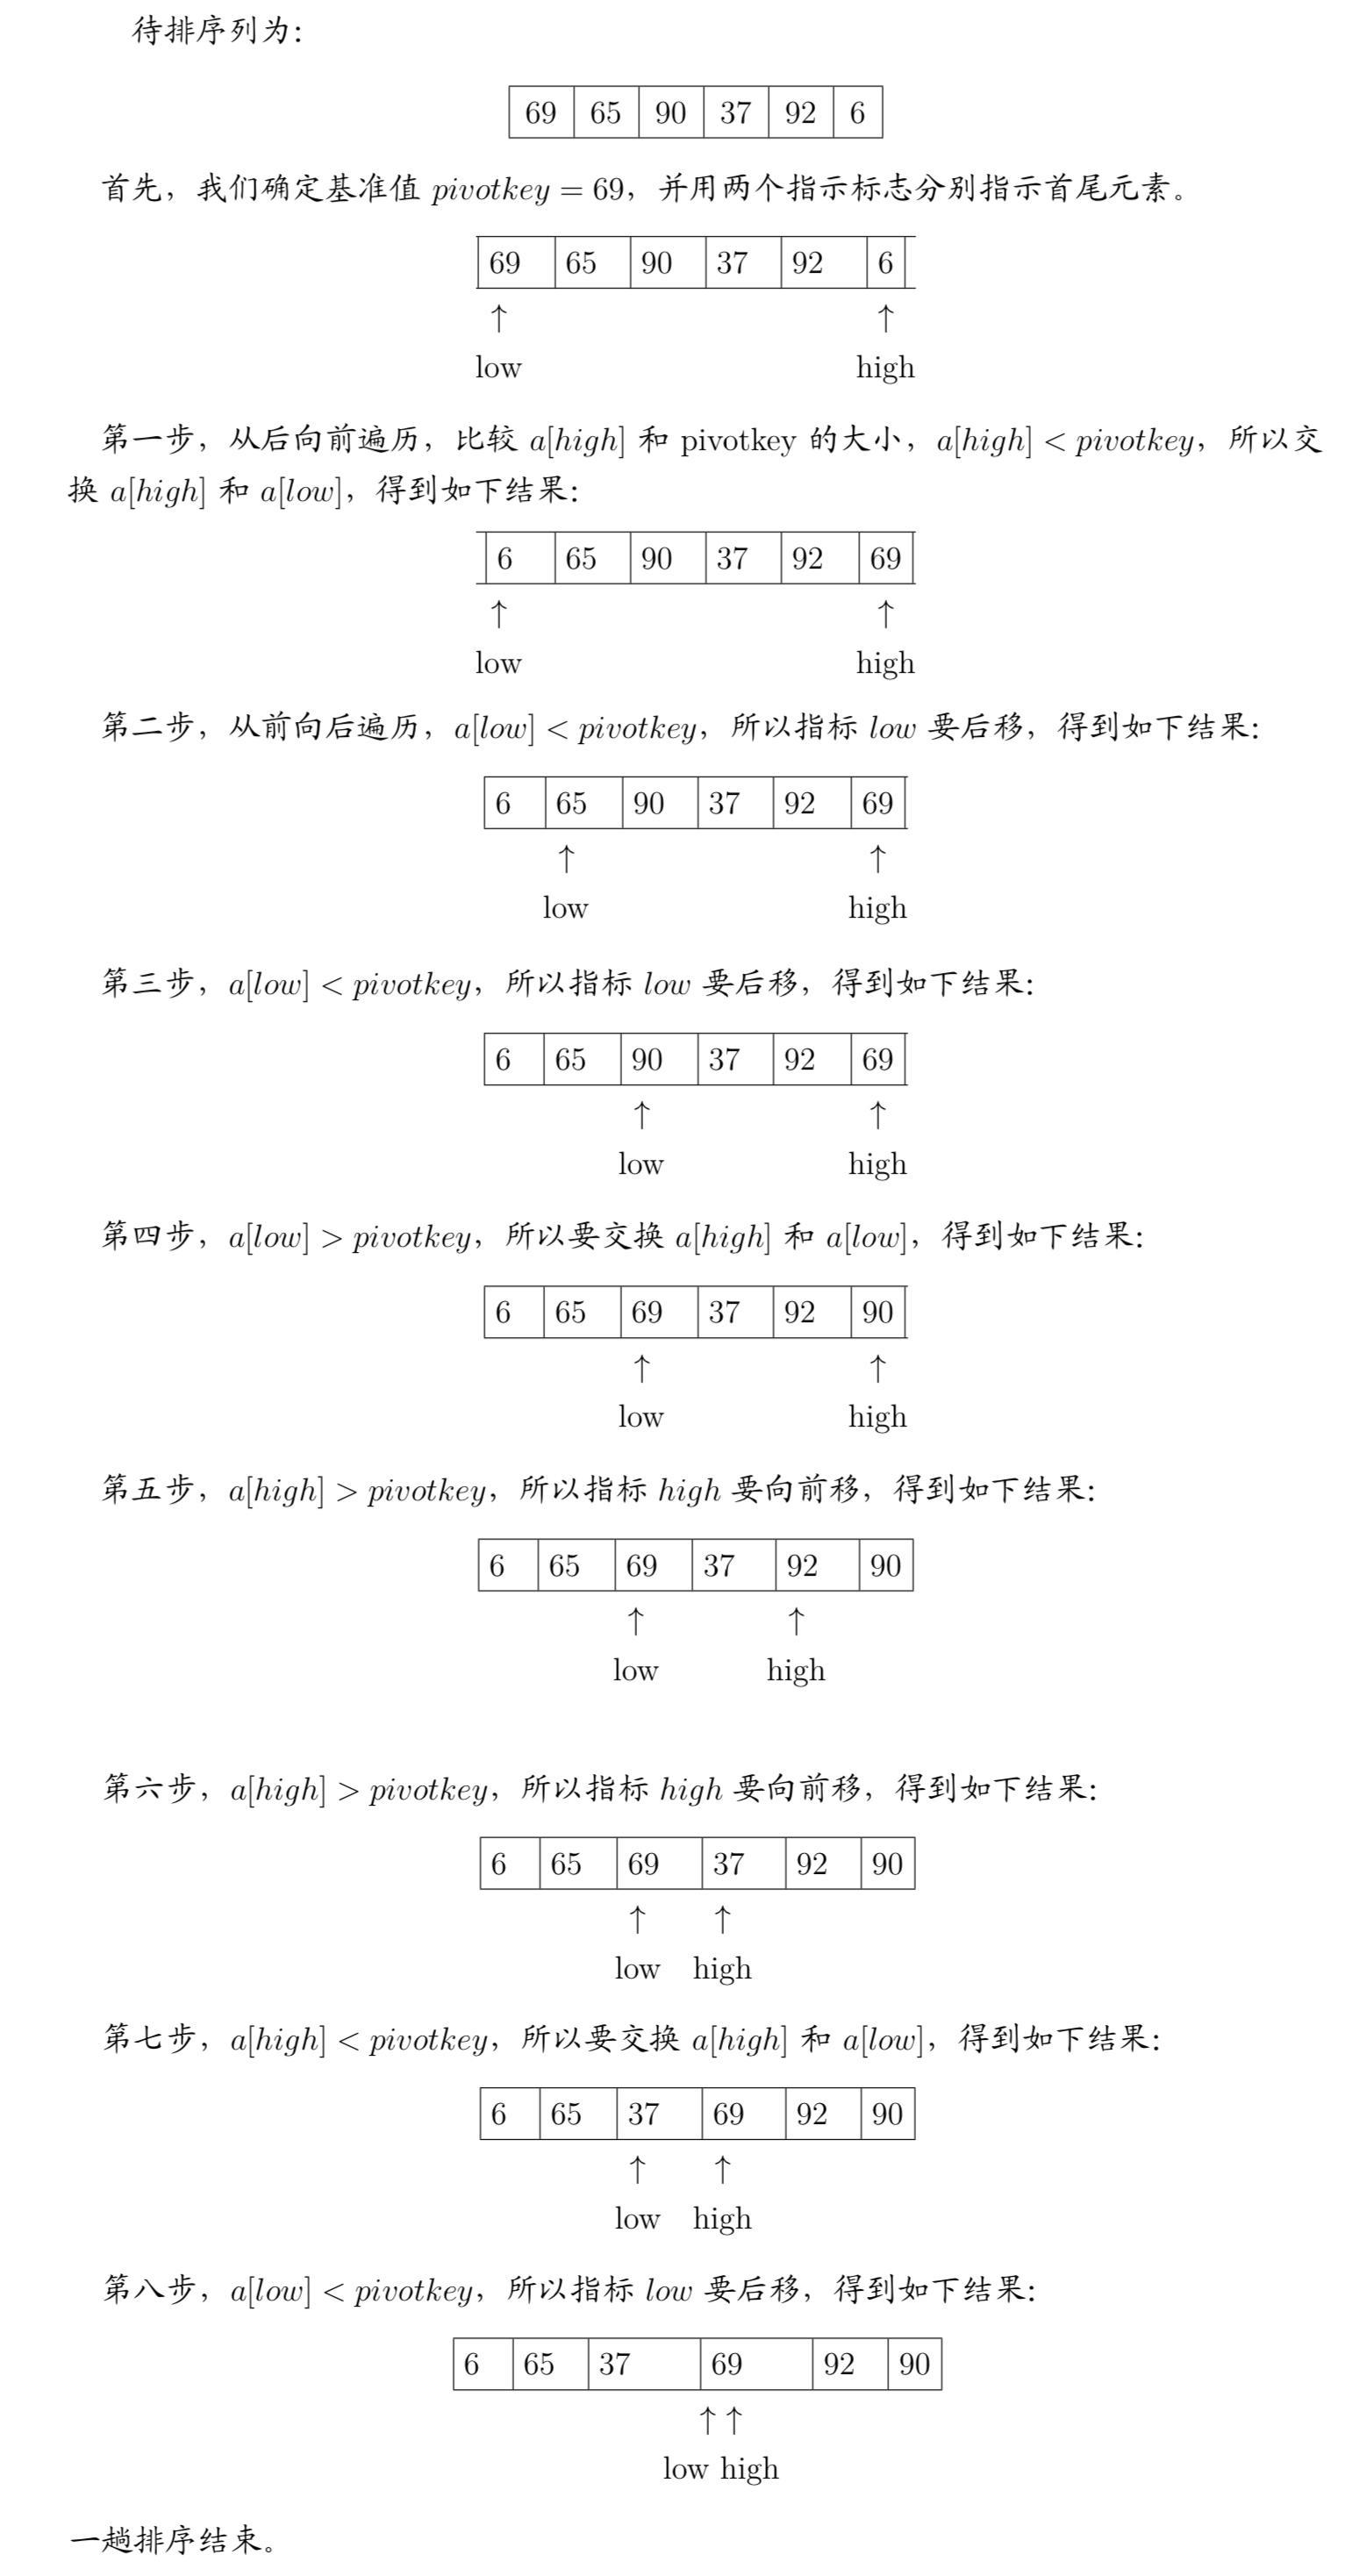 待排序列为：
69 65 90 37 92 6
首先，我们确定基准值 pivotkey = 69，并用两个指示标志分别指示首尾元素。
69 65 90 37 92 6
↑ ↑
low high
第一步，从后向前遍历，比较 a[high] 和 pivotkey 的大小，a[high] < pivotkey，所以交
换 a[high] 和 a[low]，得到如下结果：
6 65 90 37 92 69
↑ ↑
low high
第二步，从前向后遍历，a[low] < pivotkey，所以指标 low 要后移，得到如下结果：
6 65 90 37 92 69
↑ ↑
low high
第三步，a[low] < pivotkey，所以指标 low 要后移，得到如下结果：
6 65 90 37 92 69
↑ ↑
low high
第四步，a[low] > pivotkey，所以要交换 a[high] 和 a[low]，得到如下结果：
6 65 69 37 92 90
↑ ↑
low high
第五步，a[high] > pivotkey，所以指标 high 要向前移，得到如下结果：
6 65 69 37 92 90
↑ ↑
low high
第六步，a[high] > pivotkey，所以指标 high 要向前移，得到如下结果：
6 65 69 37 92 90
↑ ↑
low high
第七步，a[high] < pivotkey，所以要交换 a[high] 和 a[low]，得到如下结果：
6 65 37 69 92 90
↑ ↑
low high
第八步，a[low] < pivotkey，所以指标 low 要后移，得到如下结果：
6 65 37 69 92 90
↑ ↑
low high
一趟排序结束。